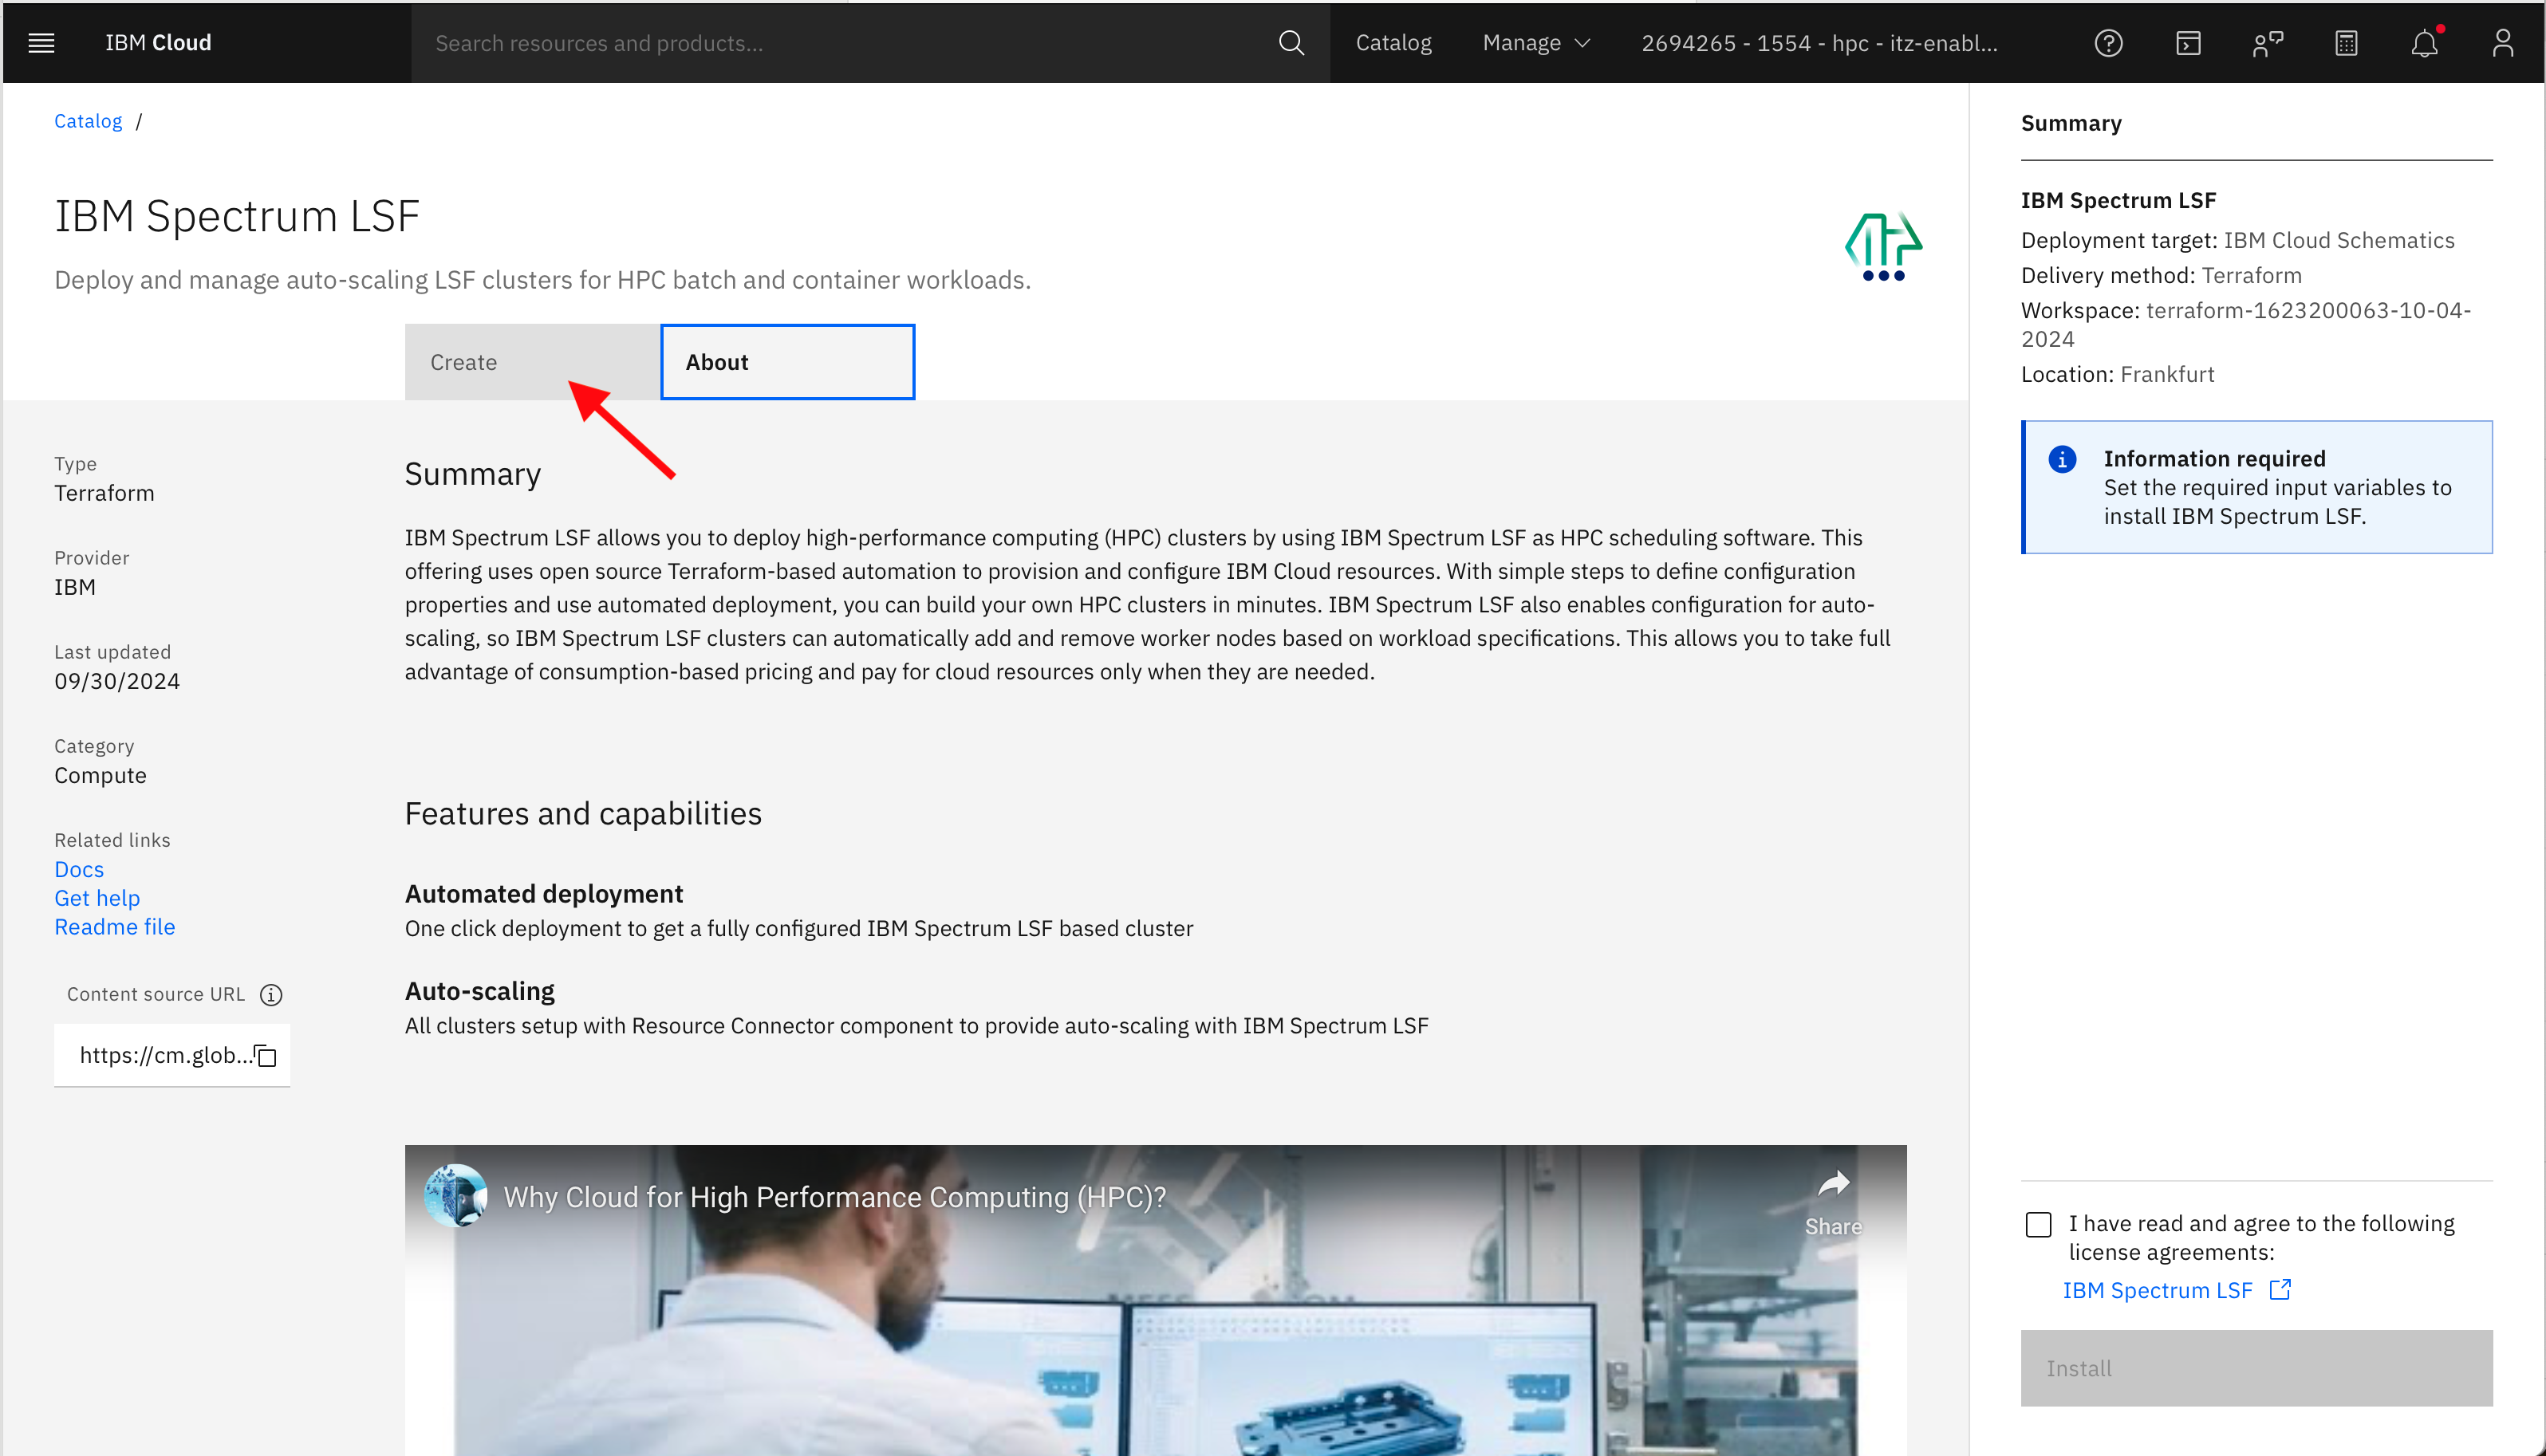 IBM Cloud
Search resources and products...
Catalog
Manage
2694265 - 1554 - hpc - itz-enabl...
Catalog /
IBM Spectrum LSF
Deploy and manage auto-scaling LSF clusters for HPC batch and container workloads.
Create
About
Type
Terraform
Provider
IBM
Last updated
09/30/2024
Category
Compute
Related links
Docs
Get help
Readme file
Content source URL
https://cm.glob...
Summary
IBM Spectrum LSF allows you to deploy high-performance computing (HPC) clusters by using IBM Spectrum LSF as HPC scheduling software. This
offering uses open source Terraform-based automation to provision and configure IBM Cloud resources. With simple steps to define configuration
properties and use automated deployment, you can build your own HPC clusters in minutes. IBM Spectrum LSF also enables configuration for auto-
scaling, so IBM Spectrum LSF clusters can automatically add and remove worker nodes based on workload specifications. This allows you to take full
advantage of consumption-based pricing and pay for cloud resources only when they are needed.
Features and capabilities
Automated deployment
One click deployment to get a fully configured IBM Spectrum LSF based cluster
Auto-scaling
All clusters setup with Resource Connector component to provide auto-scaling with IBM Spectrum LSF
Why Cloud for High Performance Computing (HPC)?
Share
Summary
IBM Spectrum LSF
Deployment target: IBM Cloud Schematics
Delivery method: Terraform
Workspace: terraform-1623200063-10-04-
2024
Location: Frankfurt
Information required
Set the required input variables to
install IBM Spectrum LSF.
I have read and agree to the following
license agreements:
IBM Spectrum LSF
Install